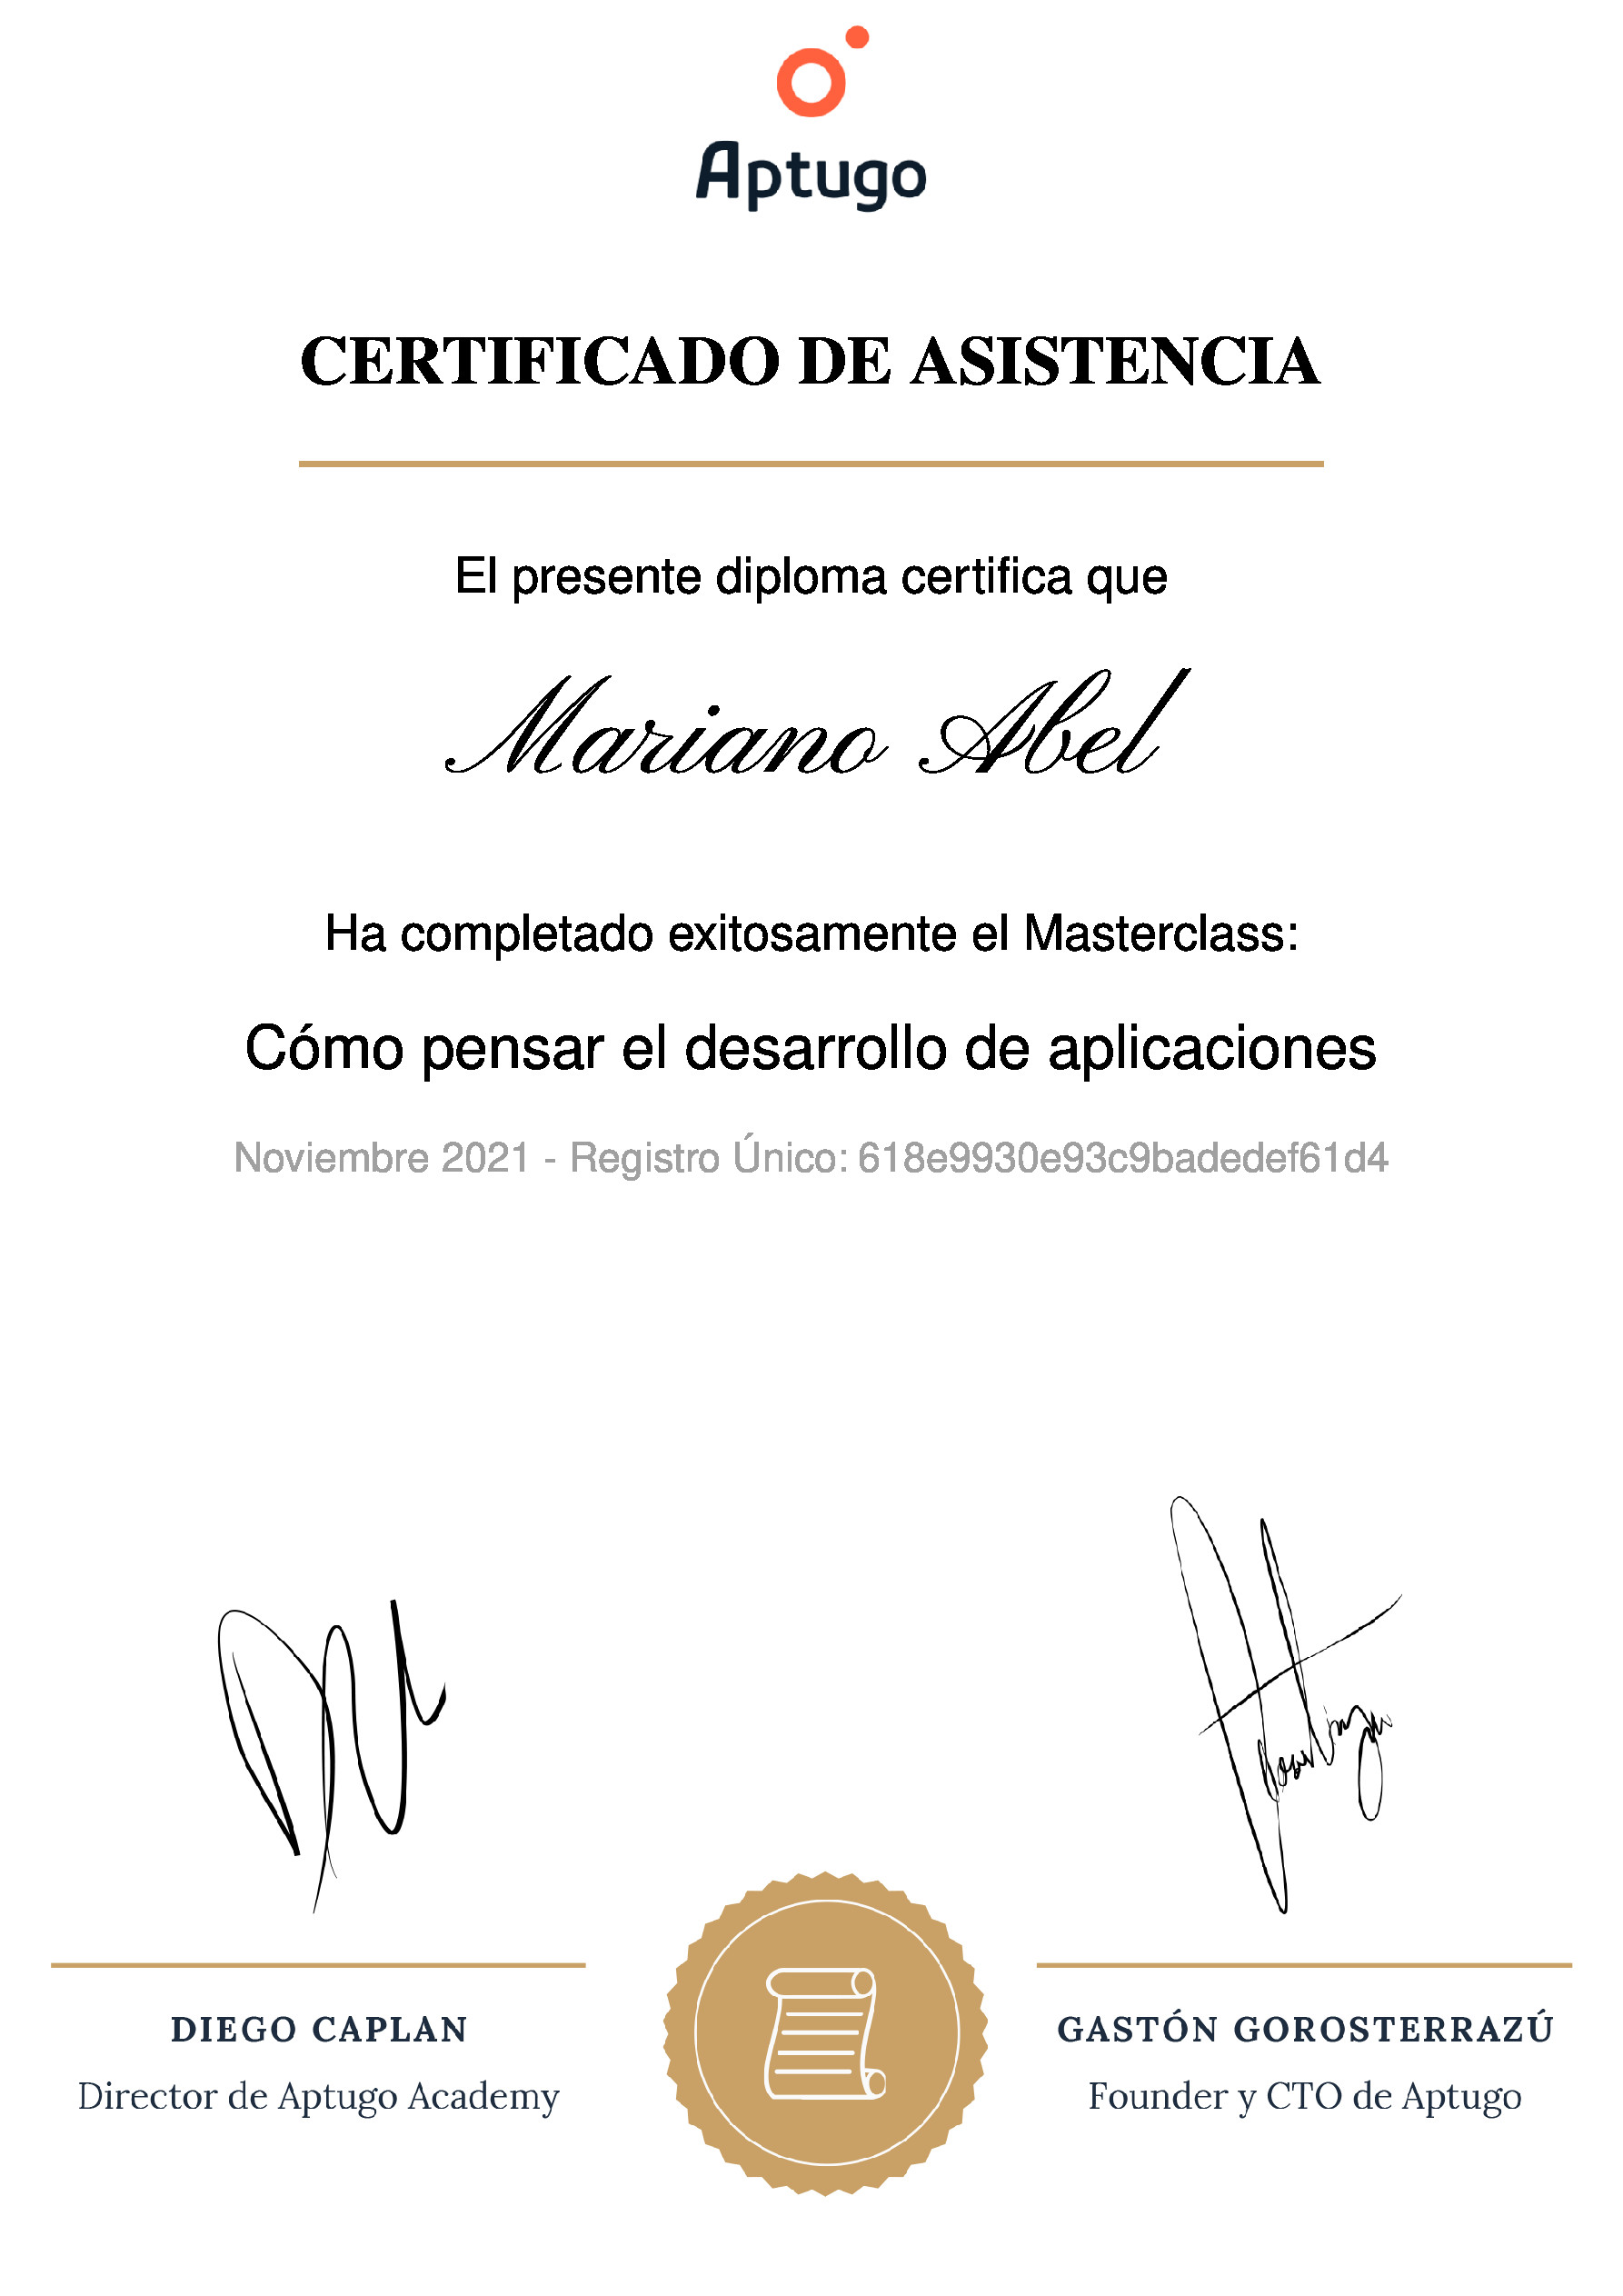 Aptugo
CERTIFICADO DE ASISTENCIA
El presente diploma certifica que
Mariano Abel
Ha completado exitosamente el Masterclass:
Cómo pensar el desarrollo de aplicaciones
Noviembre 2021 - Registro Único: 618e9930e93c9badedef61d4
DIEGO CAPLAN
Director de Aptugo Academy
GASTÓN GOROSTERRAZÚ
Founder y CTO de Aptugo